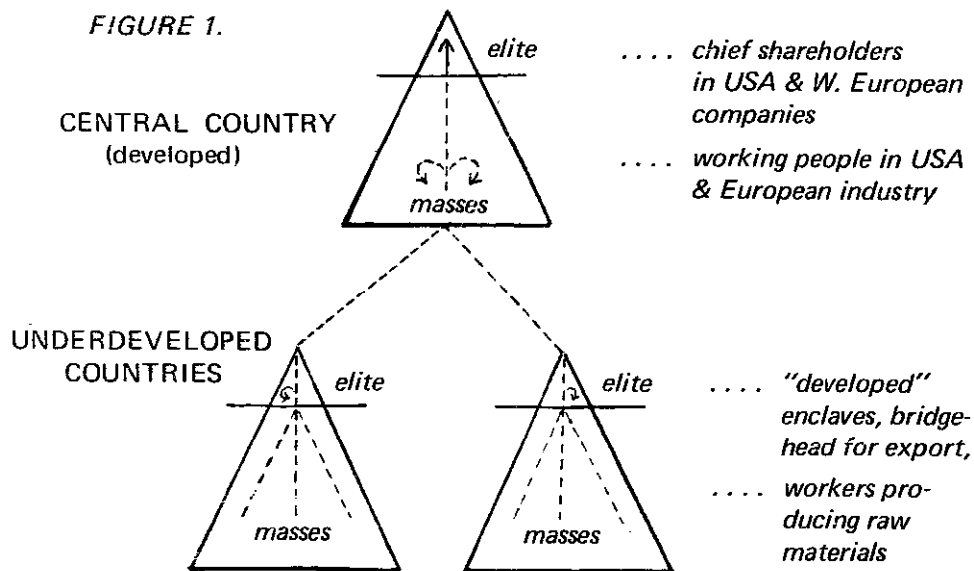 FIGURE 1.
elite
.... chief shareholders
in USA & W. European
companies
CENTRAL COUNTRY
(developed)
.... working people in USA
& European industry
masses
UNDERDEVELOPED
COUNTRIES
elite
elite
.... "developed"
enclaves, bridge-
head for export,
.... workers pro-
ducing raw
materials
masses
masses